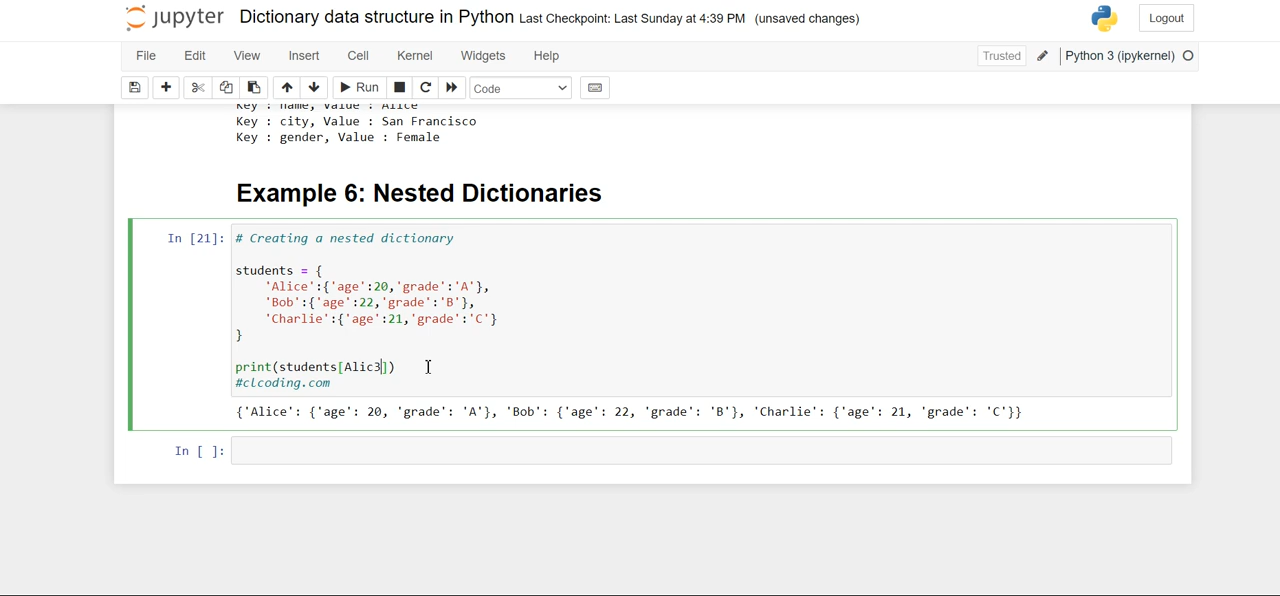 jupyter Dictionary data structure in Python Last Checkpoint: Last Sunday at 4:39 PM (unsaved changes) Logout
File Edit View Insert Cell Kernel Widgets Help Trusted Python 3 (ipykernel)
Run Code
Key : name, Value : Alice
Key : city, Value : San Francisco
Key : gender, Value : Female
Example 6: Nested Dictionaries
In [21]: # Creating a nested dictionary
students = {
'Alice':{'age':20,'grade':'A'},
'Bob':{'age':22,'grade':'B'},
'Charlie':{'age':21,'grade':'C'}
}
print(students[Alic3])
#clcoding.com
{'Alice': {'age': 20, 'grade': 'A'}, 'Bob': {'age': 22, 'grade': 'B'}, 'Charlie': {'age': 21, 'grade': 'C'}}
In [ ]: